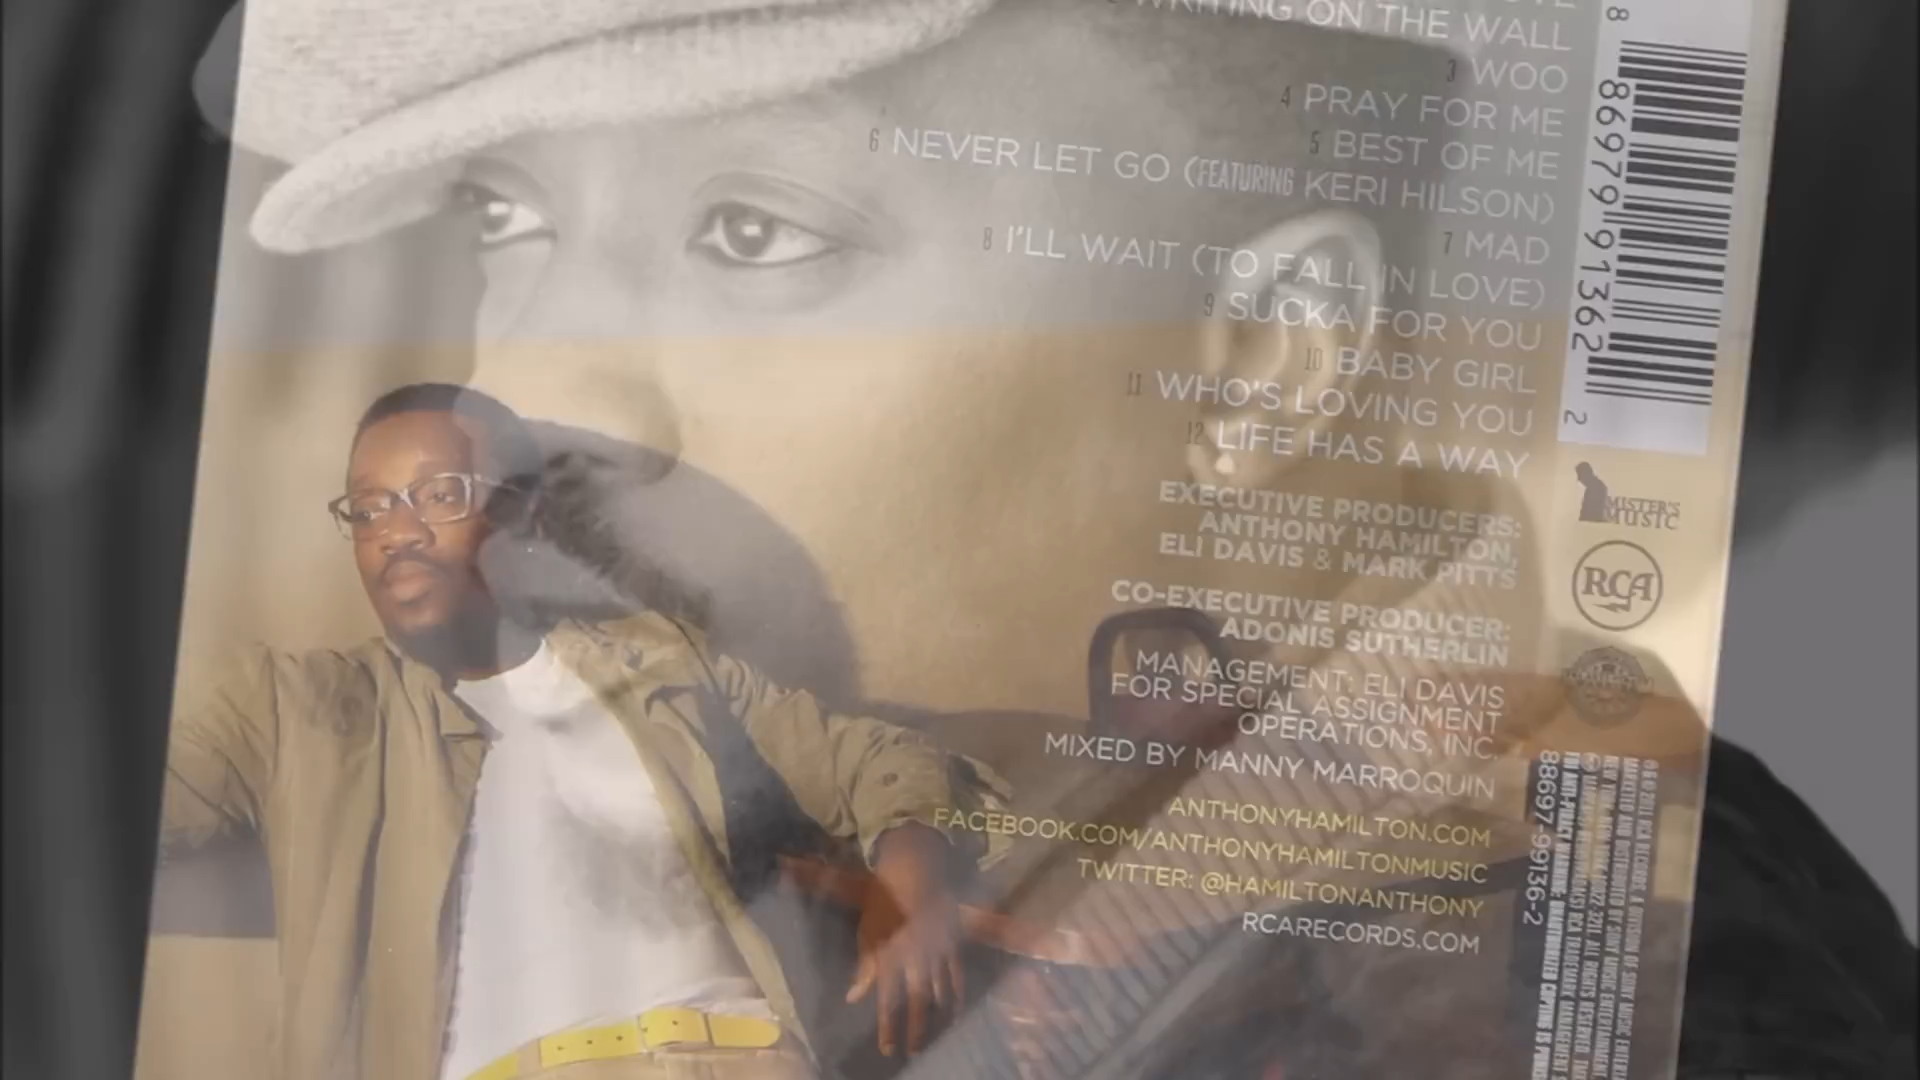 WRITING ON THE WALL
3 WOO
4 PRAY FOR ME
5 BEST OF ME
6 NEVER LET GO (FEATURING KERI HILSON)
7 MAD
8 I'LL WAIT (TO FALL IN LOVE)
9 SUCKA FOR YOU
10 BABY GIRL
11 WHO'S LOVING YOU
12 LIFE HAS A WAY
EXECUTIVE PRODUCERS:
ANTHONY HAMILTON,
ELI DAVIS & MARK PITTS
CO-EXECUTIVE PRODUCER:
ADONIS SUTHERLIN
MANAGEMENT: ELI DAVIS
FOR SPECIAL ASSIGNMENT
OPERATIONS, INC.
MIXED BY MANNY MARROQUIN
ANTHONYHAMILTON.COM
FACEBOOK.COM/ANTHONYHAMILTONMUSIC
TWITTER: @HAMILTONANTHONY
RCARECORDS.COM
8 86979 91362 2
MISTER'S
MUSIC
RCA
88697-99136-2